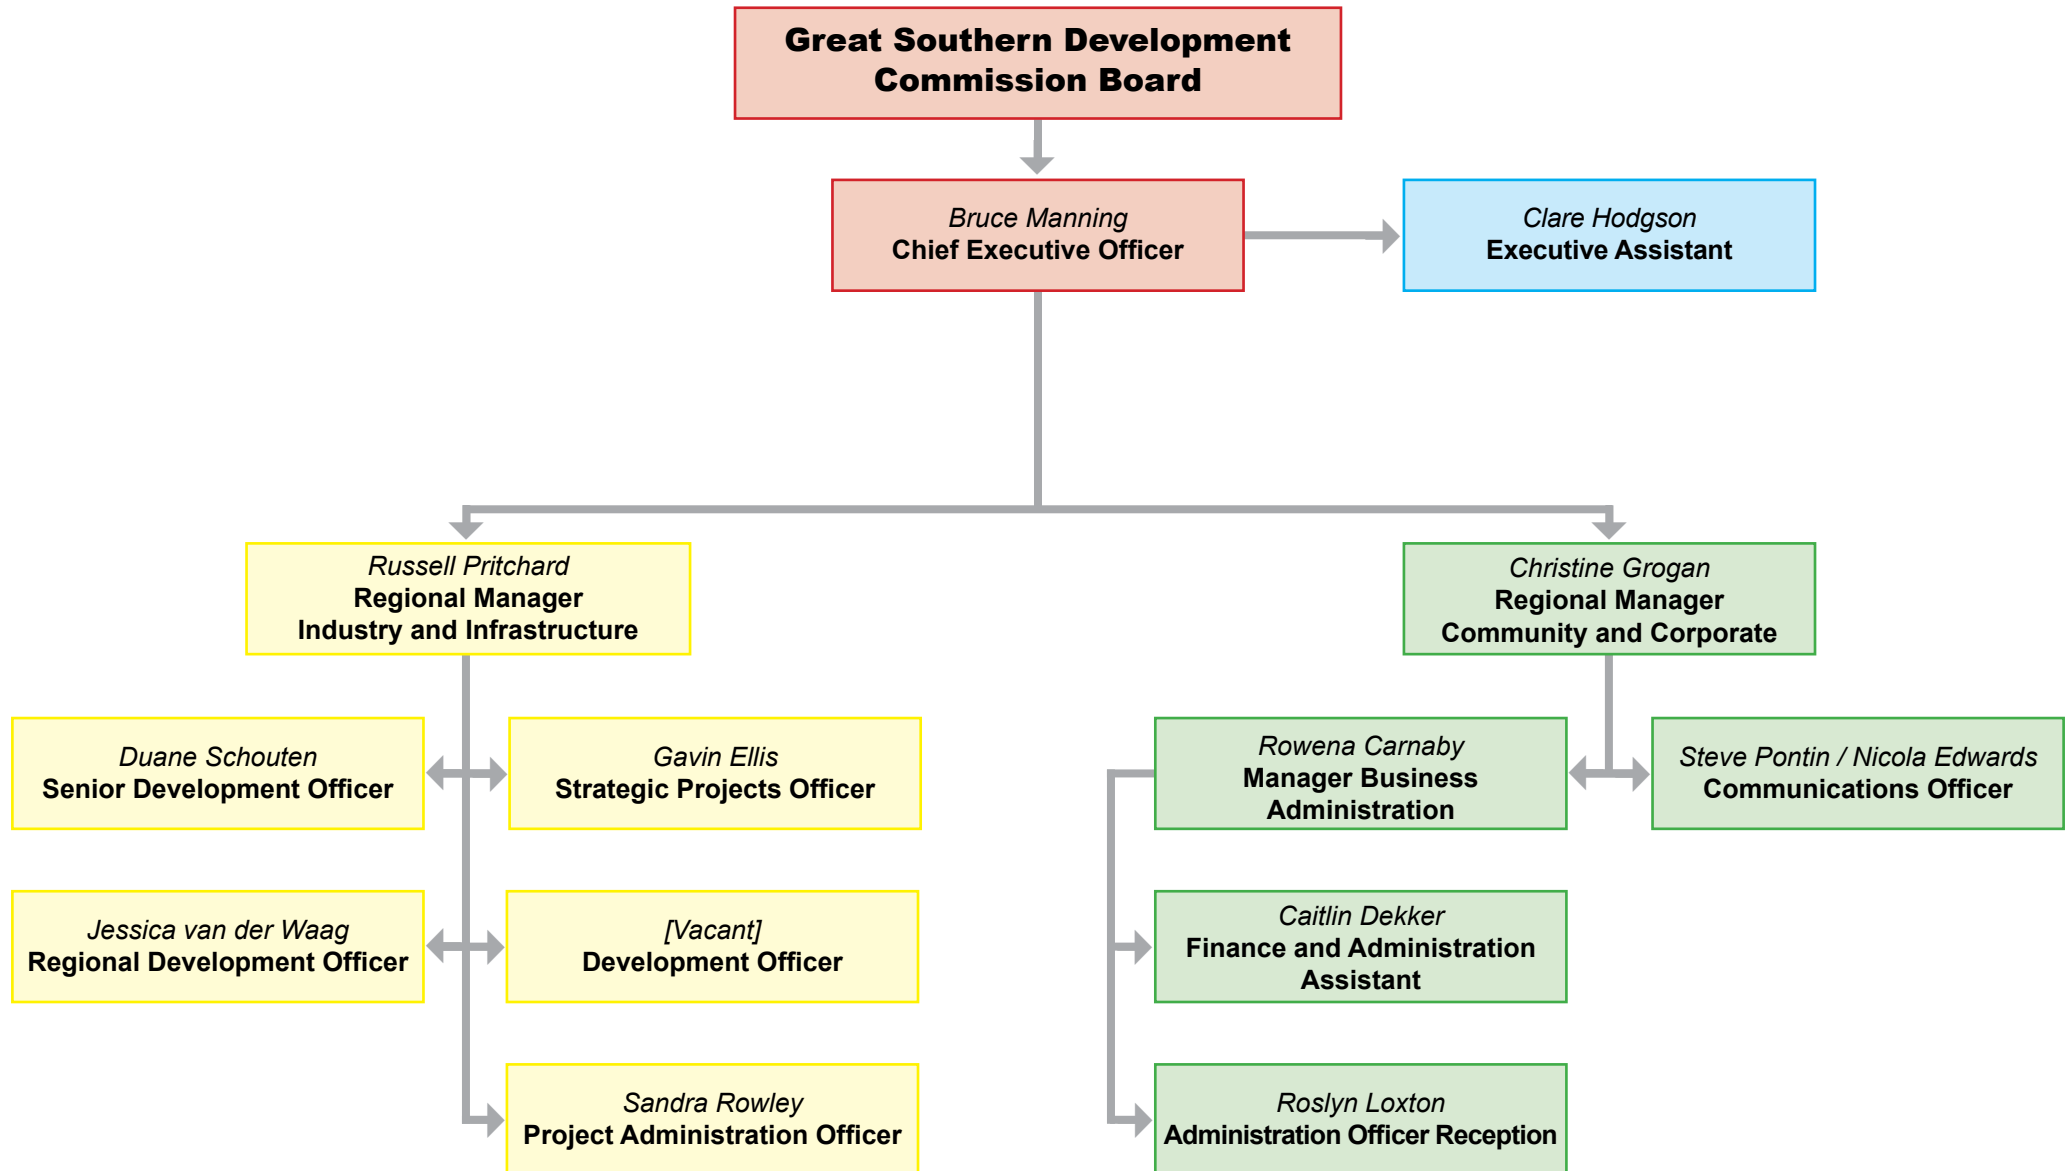 Great Southern Development
Commission Board
Bruce Manning
Chief Executive Officer
Clare Hodgson
Executive Assistant
Russell Pritchard
Regional Manager
Industry and Infrastructure
Christine Grogan
Regional Manager
Community and Corporate
Duane Schouten
Senior Development Officer
Gavin Ellis
Strategic Projects Officer
Rowena Carnaby
Manager Business
Administration
Steve Pontin / Nicola Edwards
Communications Officer
Jessica van der Waag
Regional Development Officer
[Vacant]
Development Officer
Caitlin Dekker
Finance and Administration
Assistant
Sandra Rowley
Project Administration Officer
Roslyn Loxton
Administration Officer Reception